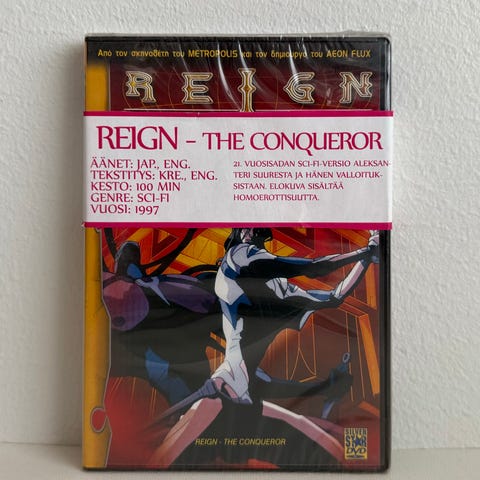 Από τον σκηνοθέτη του METROPOLIS και τον δημιουργό του AEON FLUX
REIGN
REIGN - THE CONQUEROR
ÄÄNET: JAP., ENG.
TEKSTITYS: KRE., ENG.
KESTO: 100 MIN
GENRE: SCI-FI
VUOSI: 1997
21. VUOSISADAN SCI-FI-VERSIO ALEKSAN-
TERI SUURESTA JA HÄNEN VALLOITUK-
SISTAAN. ELOKUVA SISÄLTÄÄ
HOMOEROTTISUUTTA.
REIGN - THE CONQUEROR
SILVER
STAR
DVD